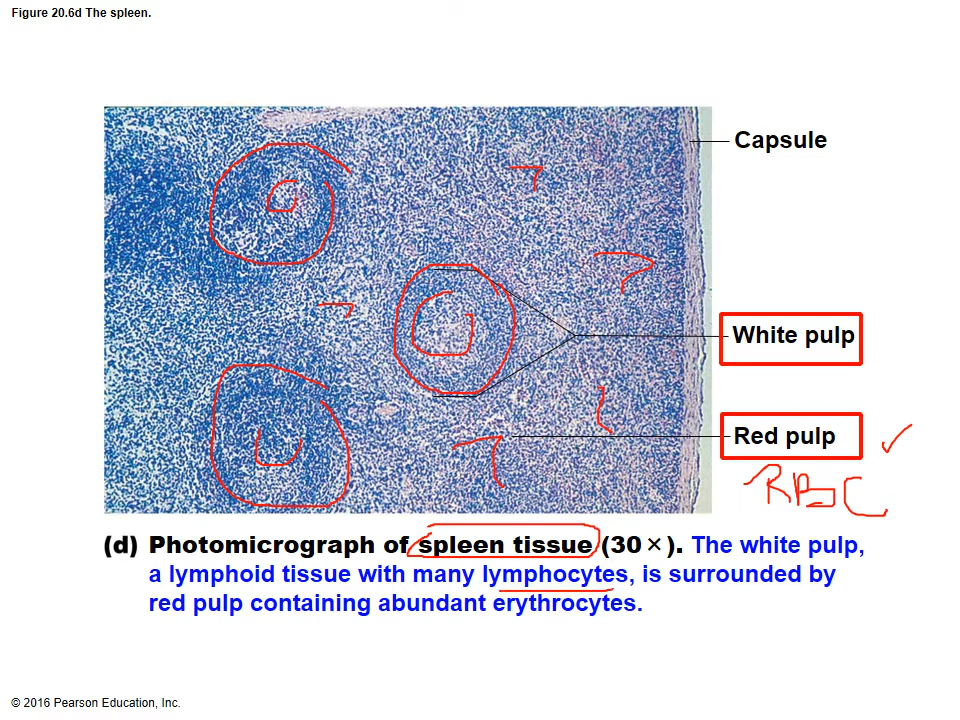 Figure 20.6d The spleen.
Capsule
White pulp
Red pulp
RBC
(d) Photomicrograph of spleen tissue (30×). The white pulp,
a lymphoid tissue with many lymphocytes, is surrounded by
red pulp containing abundant erythrocytes.
© 2016 Pearson Education, Inc.